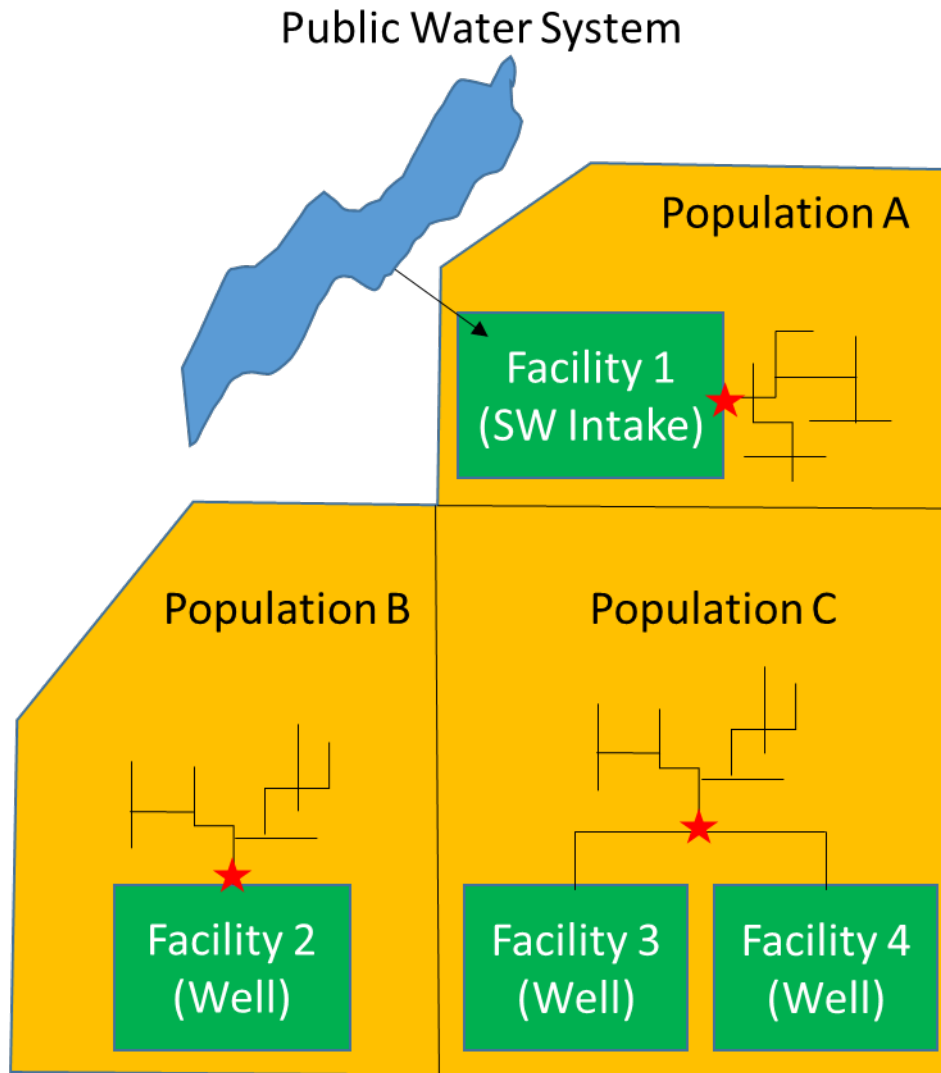 Public Water System
Population A
Facility 1
(SW Intake)
Population B
Population C
Facility 2
(Well)
Facility 3
(Well)
Facility 4
(Well)